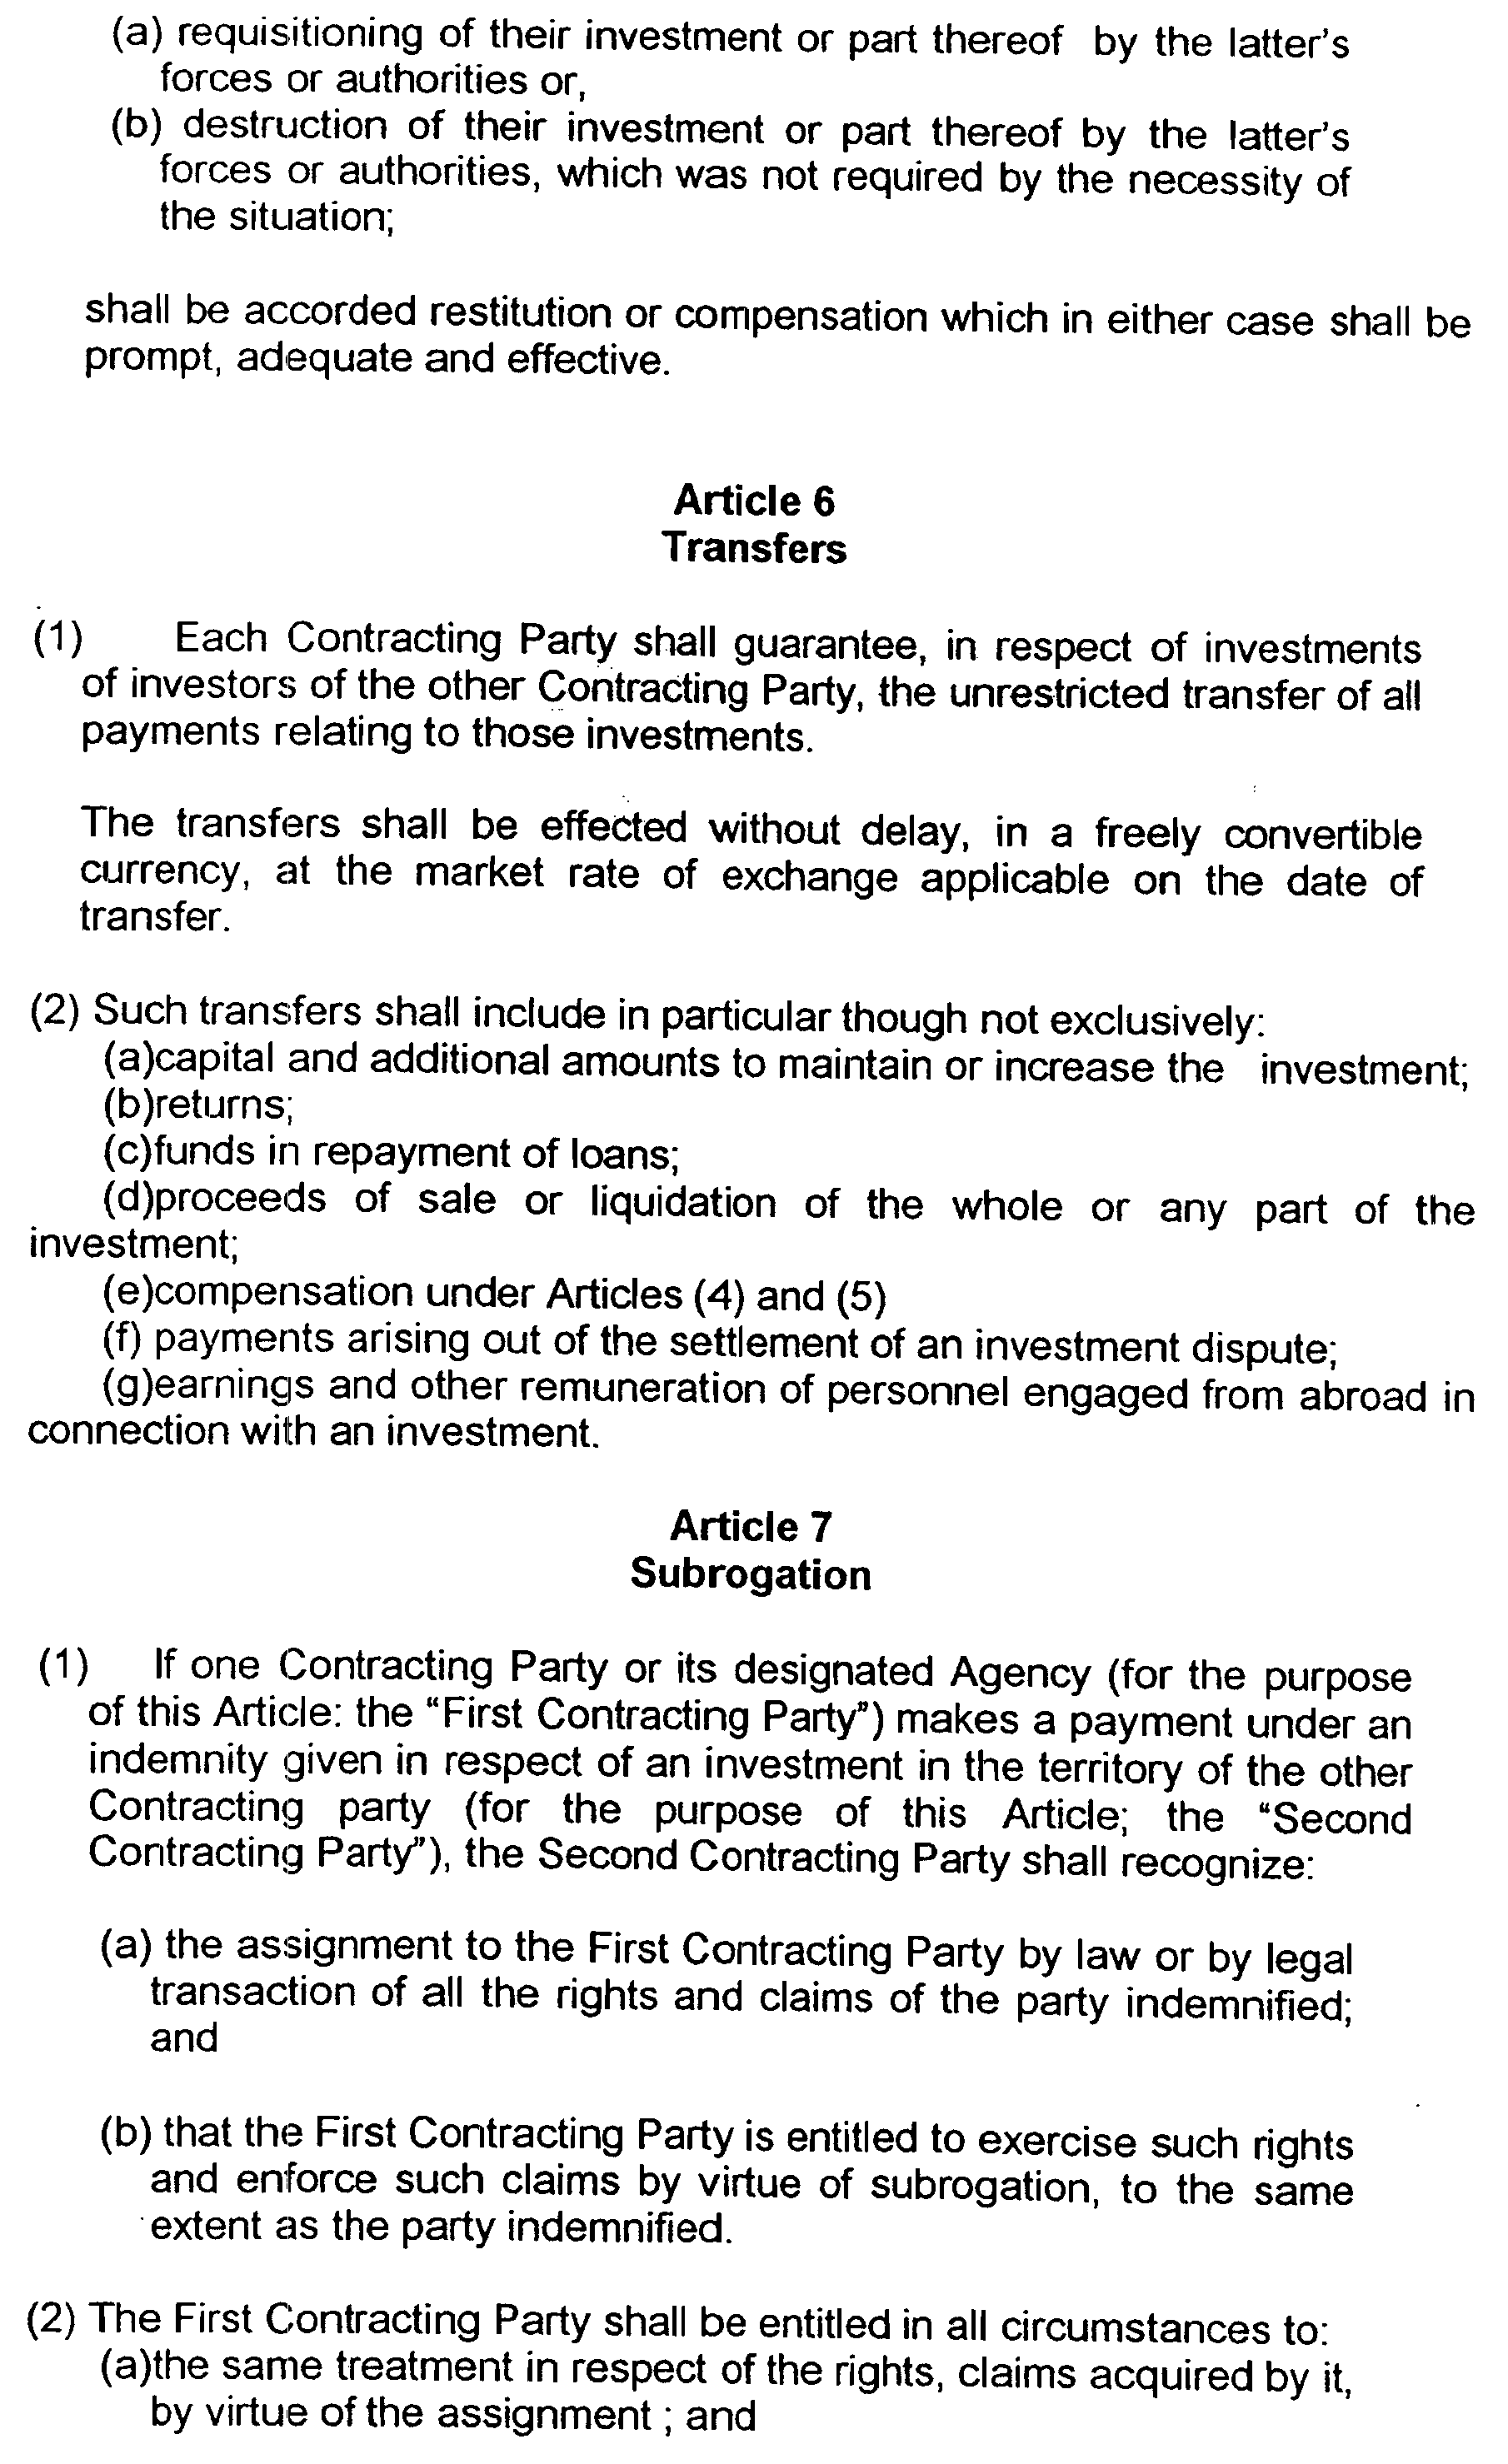 (a) requisitioning of their investment or part thereof by the latter's
forces or authorities or,
(b) destruction of their investment or part thereof by the latter's
forces or authorities, which was not required by the necessity of
the situation;
shall be accorded restitution or compensation which in either case shall be
prompt, adequate and effective.
Article 6
Transfers
(1) Each Contracting Party shall guarantee, in respect of investments
of investors of the other Contracting Party, the unrestricted transfer of all
payments relating to those investments.
The transfers shall be effected without delay, in a freely convertible
currency, at the market rate of exchange applicable on the date of
transfer.
(2) Such transfers shall include in particular though not exclusively:
(a)capital and additional amounts to maintain or increase the investment;
(b)returns;
(c)funds in repayment of loans;
(d)proceeds of sale or liquidation of the whole or any part of the
investment;
(e)compensation under Articles (4) and (5)
(f) payments arising out of the settlement of an investment dispute;
(g)earnings and other remuneration of personnel engaged from abroad in
connection with an investment.
Article 7
Subrogation
(1) If one Contracting Party or its designated Agency (for the purpose
of this Article: the "First Contracting Party") makes a payment under an
indemnity given in respect of an investment in the territory of the other
Contracting party (for the purpose of this Article; the "Second
Contracting Party"), the Second Contracting Party shall recognize:
(a) the assignment to the First Contracting Party by law or by legal
transaction of all the rights and claims of the party indemnified;
and
(b) that the First Contracting Party is entitled to exercise such rights
and enforce such claims by virtue of subrogation, to the same
extent as the party indemnified.
(2) The First Contracting Party shall be entitled in all circumstances to:
(a)the same treatment in respect of the rights, claims acquired by it,
by virtue of the assignment ; and